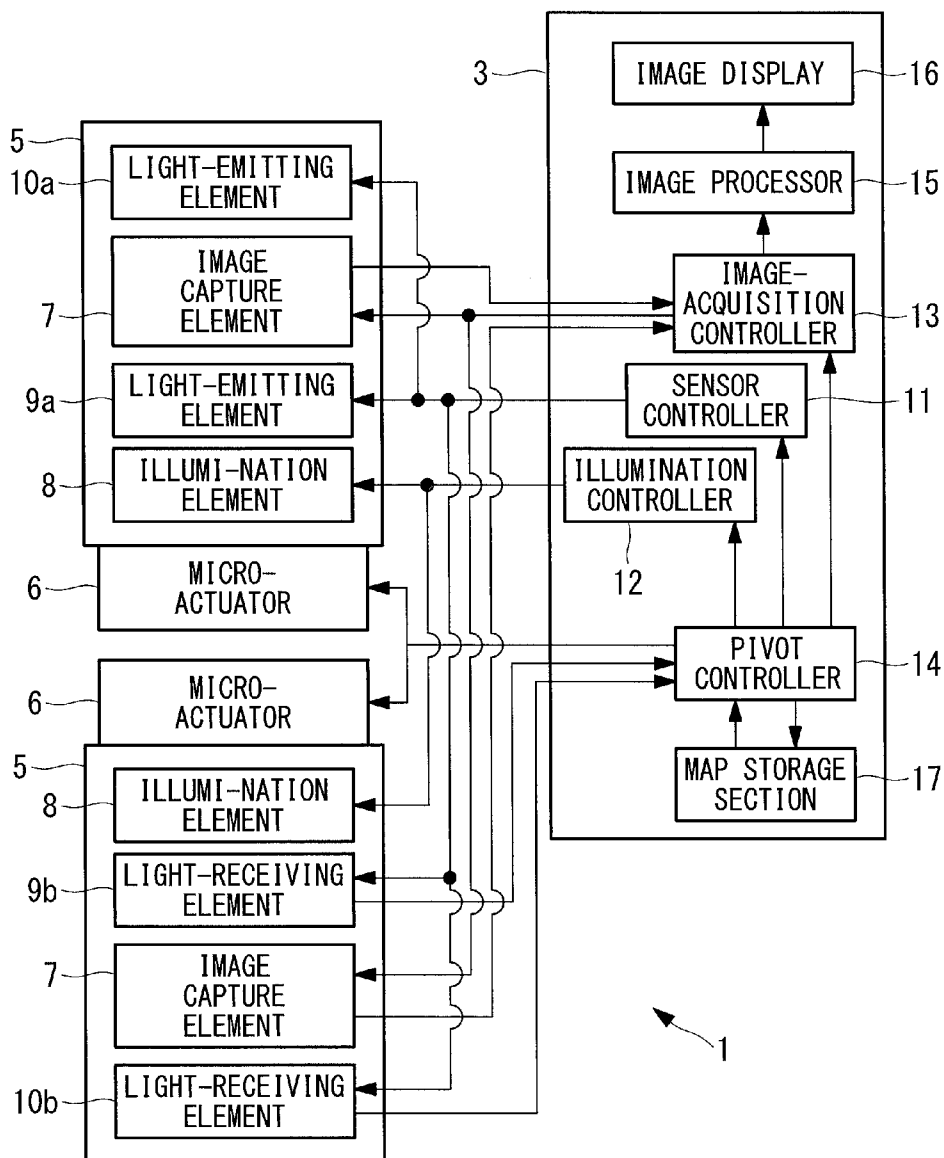 3
IMAGE DISPLAY
16
5
10a
LIGHT-EMITTING
ELEMENT
IMAGE PROCESSOR
15
7
IMAGE
CAPTURE
ELEMENT
IMAGE-
ACQUISITION
CONTROLLER
13
9a
LIGHT-EMITTING
ELEMENT
SENSOR
CONTROLLER
11
8
ILLUMI-NATION
ELEMENT
ILLUMINATION
CONTROLLER
12
6
MICRO-
ACTUATOR
PIVOT
CONTROLLER
14
6
MICRO-
ACTUATOR
5
MAP STORAGE
SECTION
17
8
ILLUMI-NATION
ELEMENT
9b
LIGHT-RECEIVING
ELEMENT
7
IMAGE
CAPTURE
ELEMENT
1
10b
LIGHT-RECEIVING
ELEMENT